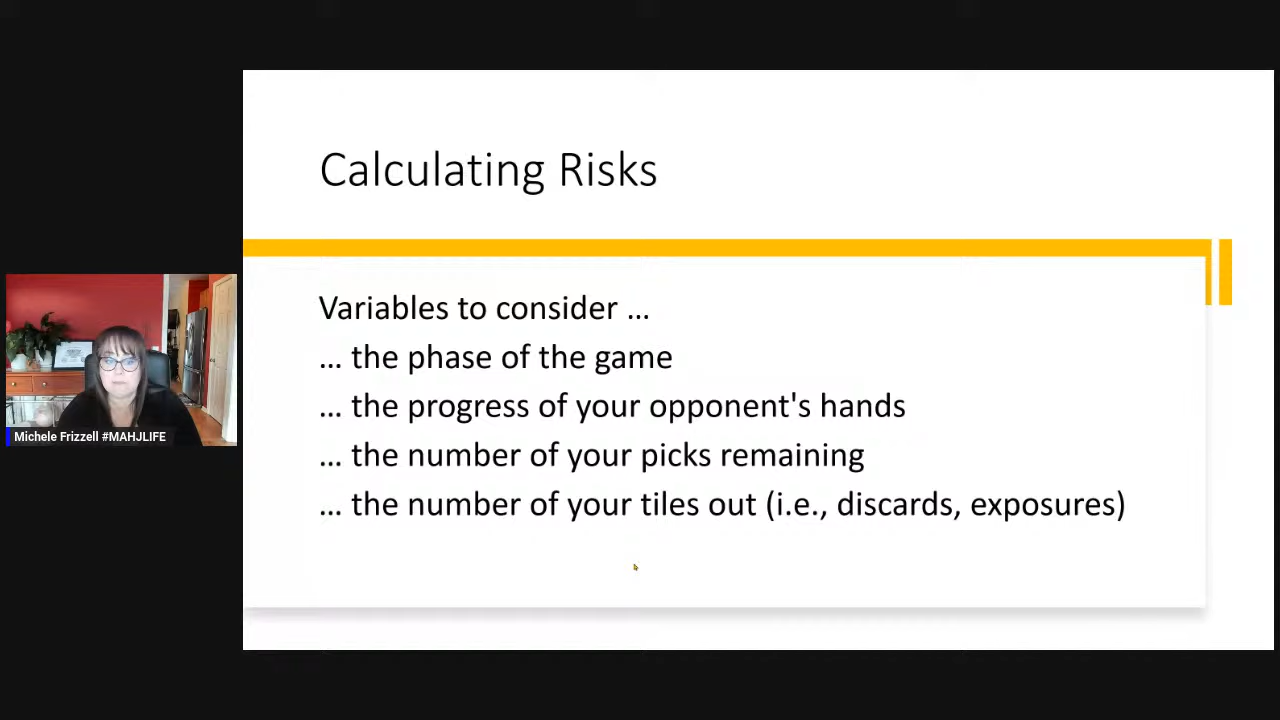 Calculating Risks
Variables to consider ...
... the phase of the game
... the progress of your opponent's hands
... the number of your picks remaining
... the number of your tiles out (i.e., discards, exposures)
Michele Frizzell #MAHJLIFE